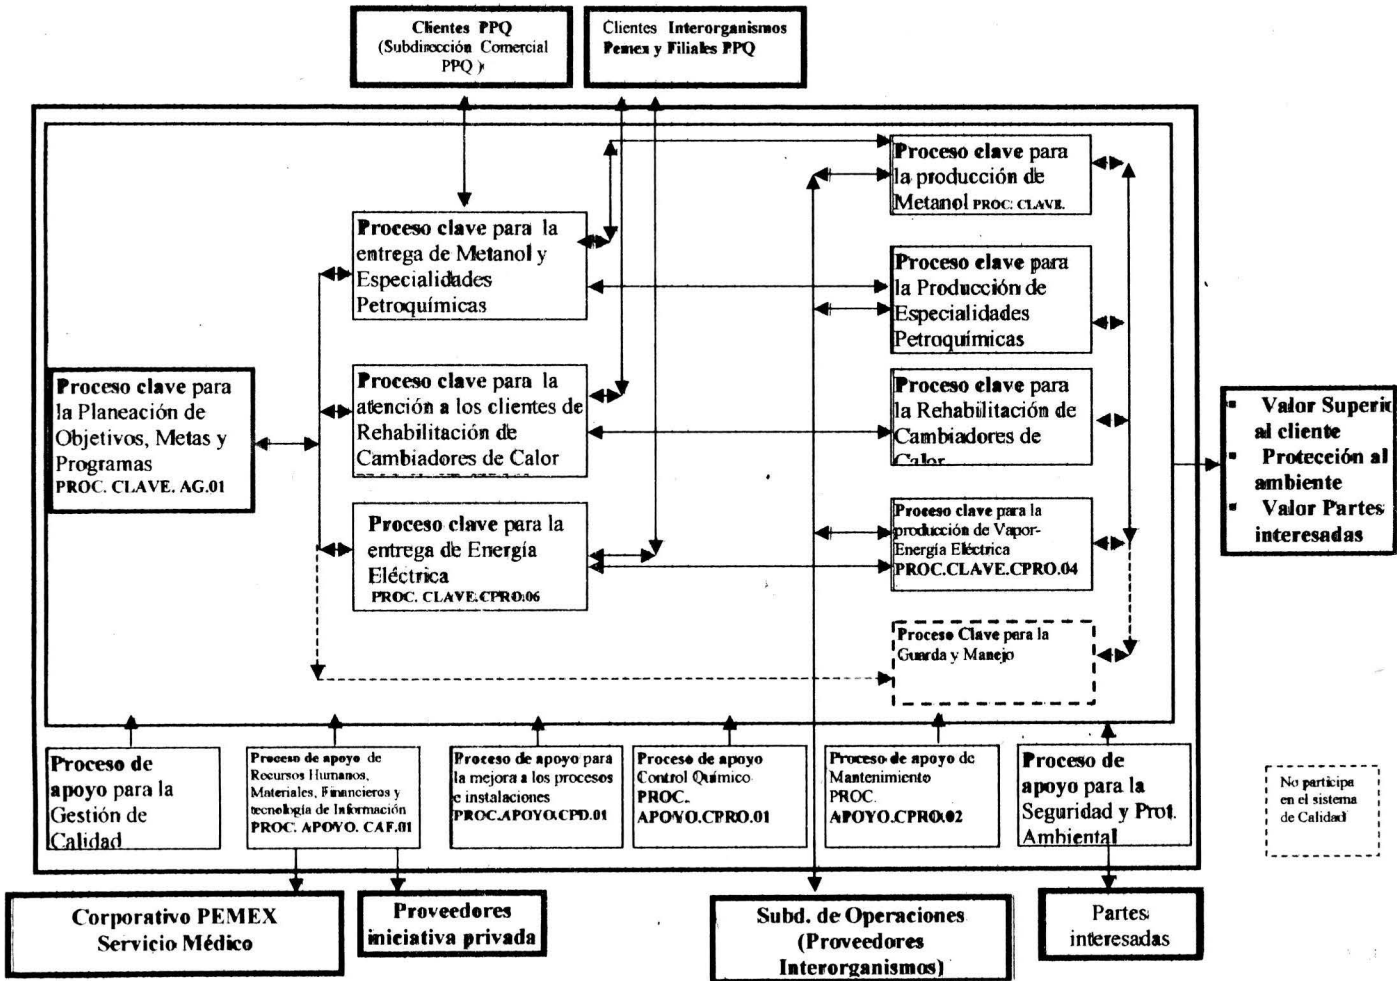 Clientes PPQ
(Subdirección Comercial
PPQ )
Clientes Interorganismos
Pemex y Filiales PPQ
Proceso clave para
la producción de
Metanol PROC. CLAVE.
Proceso clave para la
entrega de Metanol y
Especialidades
Petroquímicas
Proceso clave para
la Producción de
Especialidades
Petroquímicas
Proceso clave para
la Planeación de
Objetivos, Metas y
Programas
PROC. CLAVE. AG.01
Proceso clave para la
atención a los clientes de
Rehabilitación de
Cambiadores de Calor
Proceso clave para
la Rehabilitación de
Cambiadores de
Calor
▪ Valor Superio
al cliente
▪ Protección al
ambiente
▪ Valor Partes
interesadas
Proceso clave para la
entrega de Energía
Eléctrica
PROC. CLAVE.CPRO.06
Proceso clave para la
producción de Vapor-
Energía Eléctrica
PROC.CLAVE.CPRO.04
Proceso Clave para la
Guarda y Manejo
Proceso de
apoyo para la
Gestión de
Calidad
Proceso de apoyo de
Recursos Humanos,
Materiales, Financieros y
tecnología de Información
PROC. APOYO. CAF.01
Proceso de apoyo para
la mejora a los procesos
e instalaciones
PROC.APOYO.CPD.01
Proceso de apoyo
Control Químico
PROC.
APOYO.CPRO.01
Proceso de apoyo de
Mantenimiento
PROC.
APOYO.CPRO.02
Proceso de
apoyo para la
Seguridad y Prot.
Ambiental
No participa
en el sistema
de Calidad
Corporativo PEMEX
Servicio Médico
Proveedores
iniciativa privada
Subd. de Operaciones
(Proveedores
Interorganismos)
Partes
interesadas